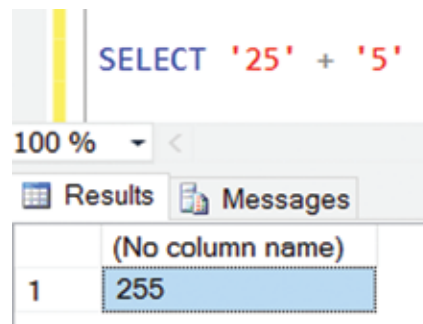 SELECT '25' + '5'
100 %
Results Messages
(No column name)
1 255